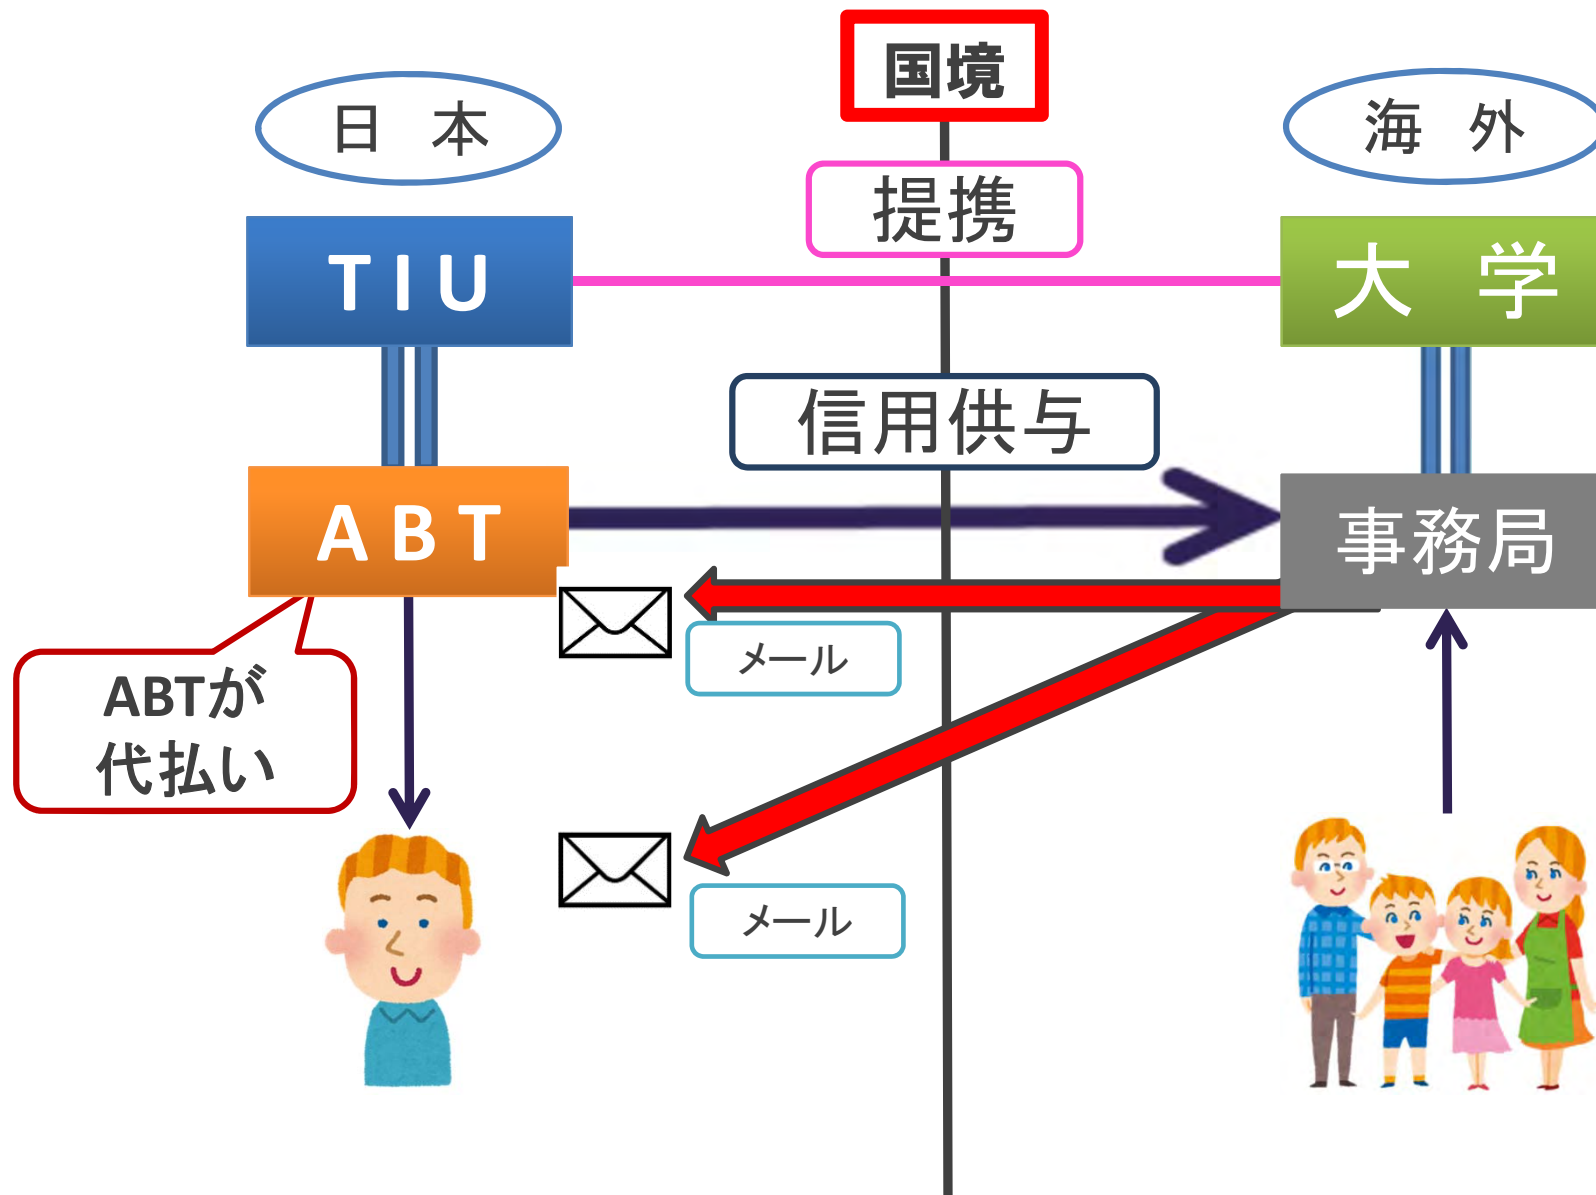 国境
日 本
海 外
提携
TIU
大 学
信用供与
ABT
事務局
メール
ABTが
代払い
メール